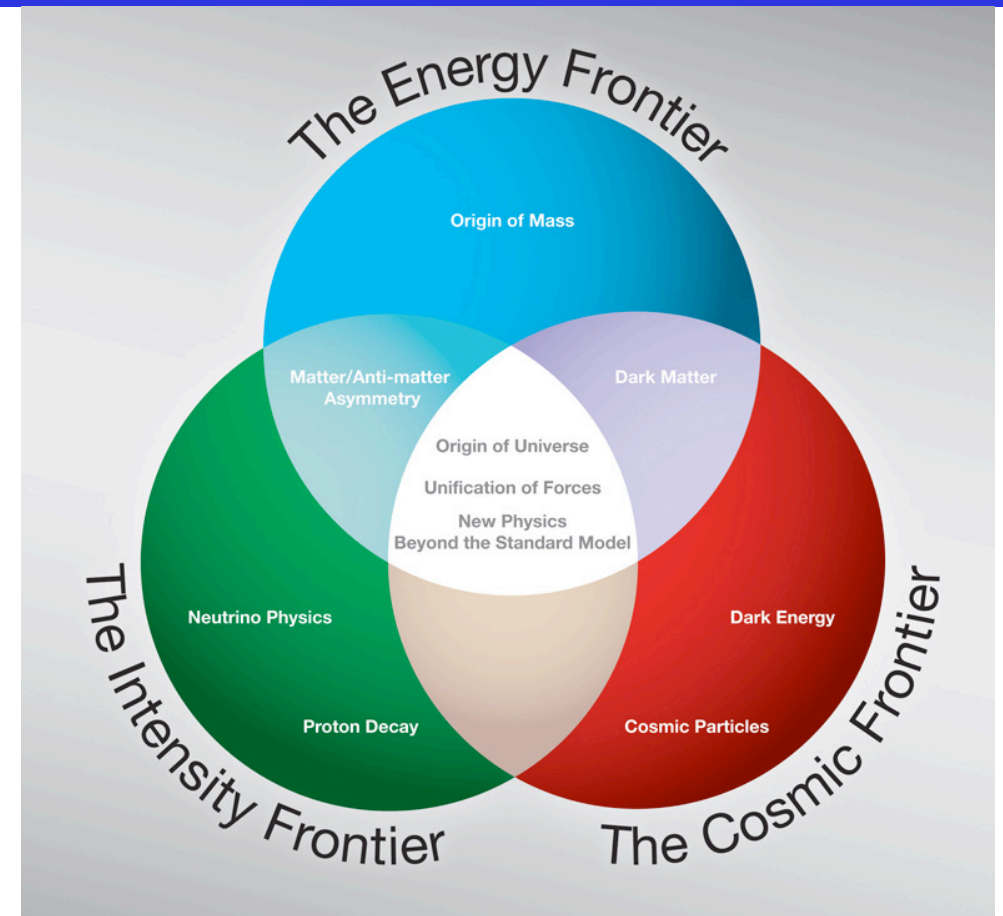 The Energy Frontier
Origin of Mass
Matter/Anti-matter
Asymmetry
Dark Matter
Origin of Universe
Unification of Forces
New Physics
Beyond the Standard Model
Neutrino Physics
Dark Energy
Proton Decay
Cosmic Particles
The Intensity Frontier
The Cosmic Frontier